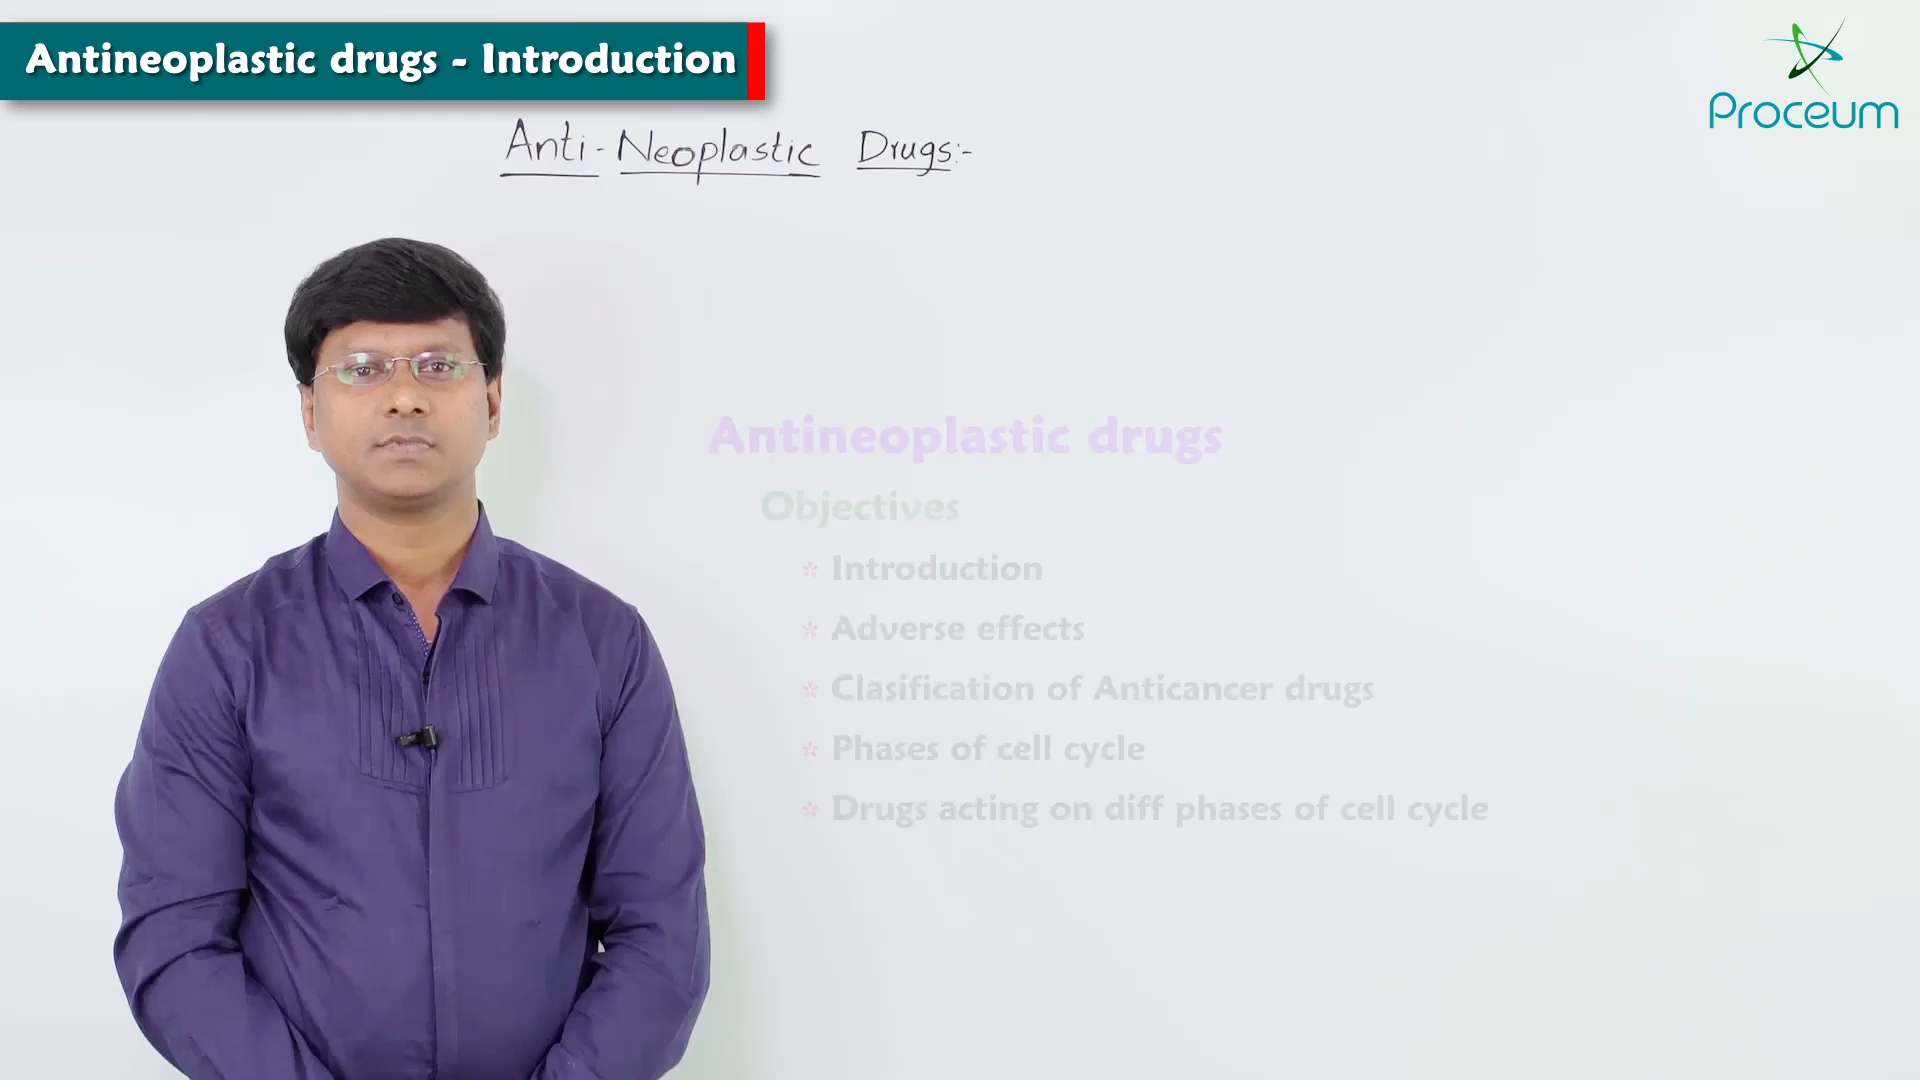 Antineoplastic drugs - Introduction
Proceum
Anti-Neoplastic Drugs:-
Antineoplastic drugs
Objectives
* Introduction
* Adverse effects
* Clasification of Anticancer drugs
* Phases of cell cycle
* Drugs acting on diff phases of cell cycle